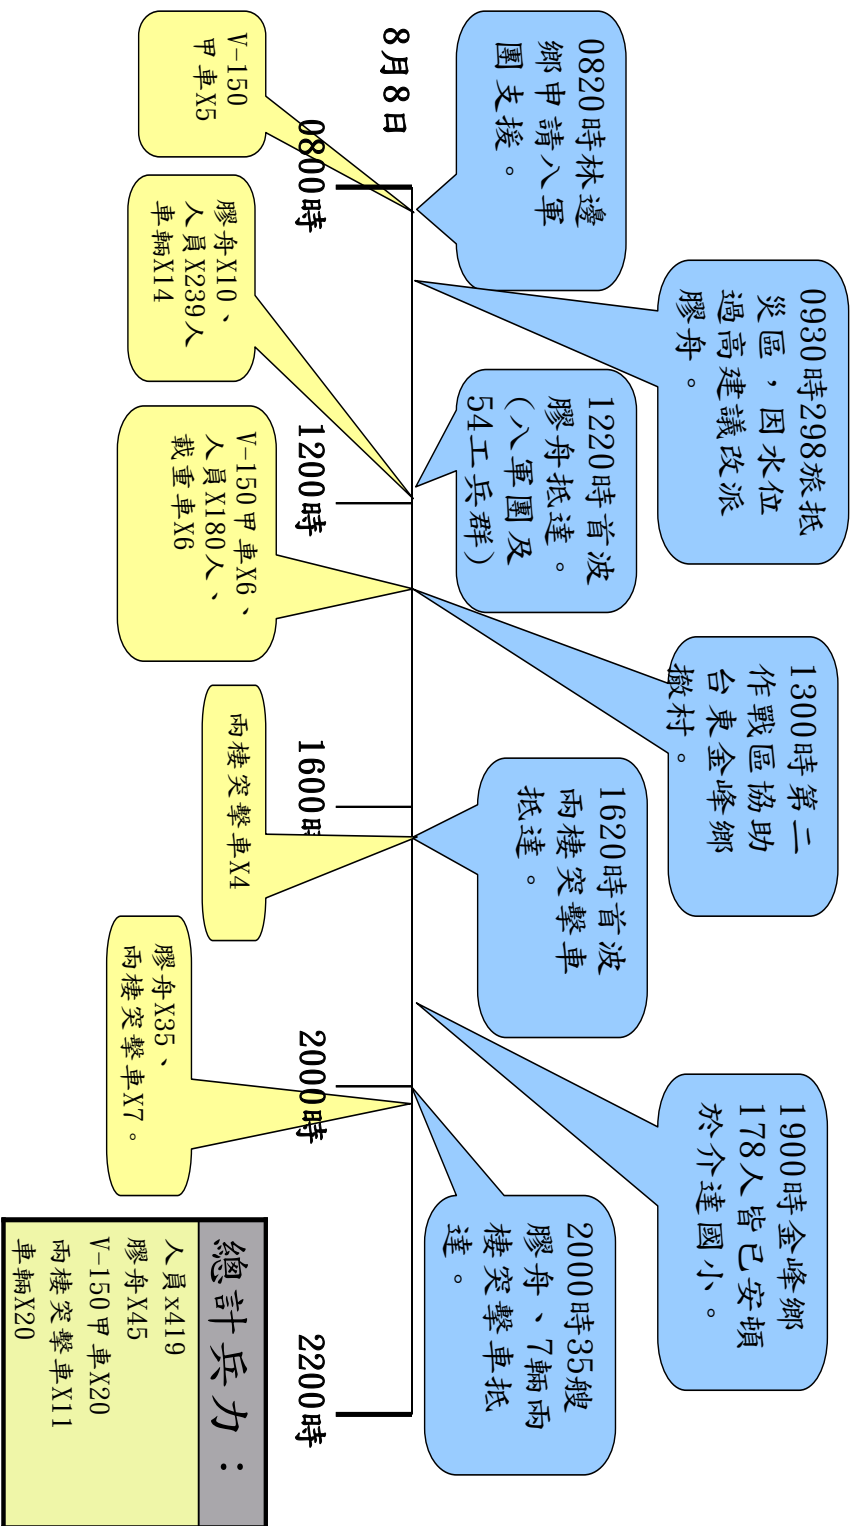 8月8日
0820時林邊
鄉申請八軍
團支援。
0930時298旅抵
災區，因水位
過高建議改派
膠舟。
1220時首波
膠舟抵達。
(八軍團及
54工兵群)
1300時第二
作戰區協助
台東金峰鄉
撤村。
1620時首波
兩棲突擊車
抵達。
1900時金峰鄉
178人皆已安頓
於介達國小。
2000時35艘
膠舟、7輛兩
棲突擊車抵
達。
0800時
1200時
1600時
2000時
2200時
V-150
甲車X5
膠舟X10、
人員X239人
車輛X14
V-150甲車X6、
人員X180人、
載重車X6
兩棲突擊車X4
膠舟X35、
兩棲突擊車X7。
總計兵力：
人員x419
膠舟X45
V-150甲車X20
兩棲突擊車X11
車輛X20